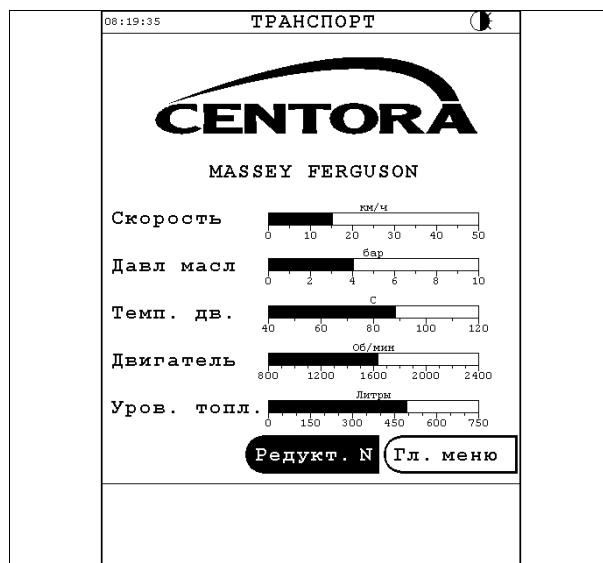 08:19:35 ТРАНСПОРТ
CENTORA
MASSEY FERGUSON
км/ч
Скорость
0 10 20 30 40 50
бар
Давл масл
0 2 4 6 8 10
С
Темп. дв.
40 60 80 100 120
Об/мин
Двигатель
800 1200 1600 2000 2400
Литры
Уров. топл.
0 150 300 450 600 750
Редукт. N Гл. меню